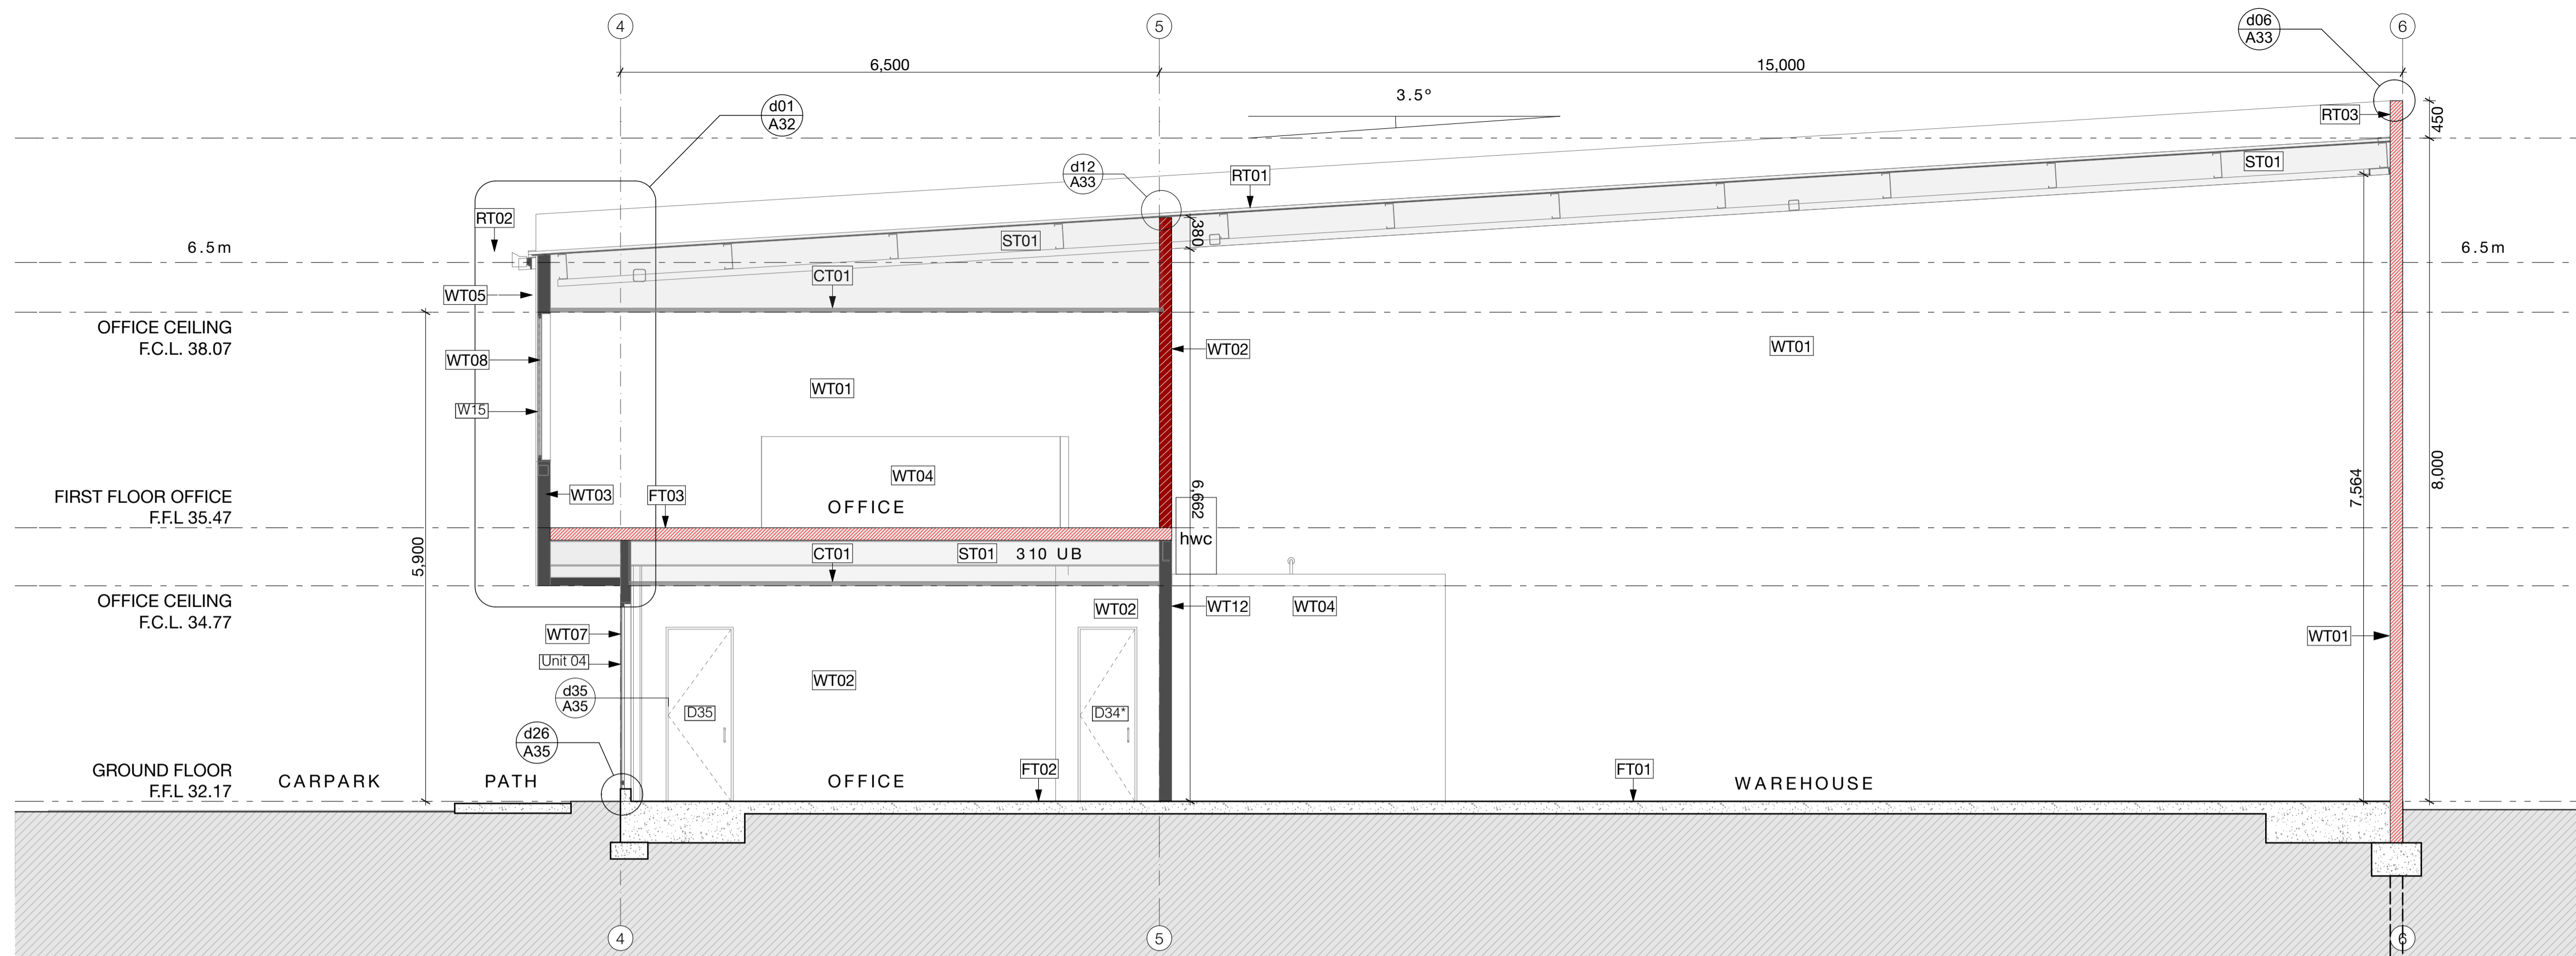 4
5
6
d06
A33
6,500
15,000
d01
A32
3.5°
RT03
450
d12
A33
RT01
ST01
RT02
6.5m
ST01
380
6.5m
CT01
WT05
OFFICE CEILING
F.C.L. 38.07
WT08
WT02
WT01
WT01
W15
WT04
7,564
8,000
FIRST FLOOR OFFICE
F.F.L 35.47
WT03
FT03
OFFICE
6,662
hwc
5,900
CT01
ST01
310 UB
OFFICE CEILING
F.C.L. 34.77
WT02
WT12
WT04
WT07
WT01
Unit 04
WT02
d35
A35
D35
D34*
d26
A35
GROUND FLOOR
F.F.L 32.17
CARPARK
PATH
OFFICE
FT02
FT01
WAREHOUSE
4
5
6